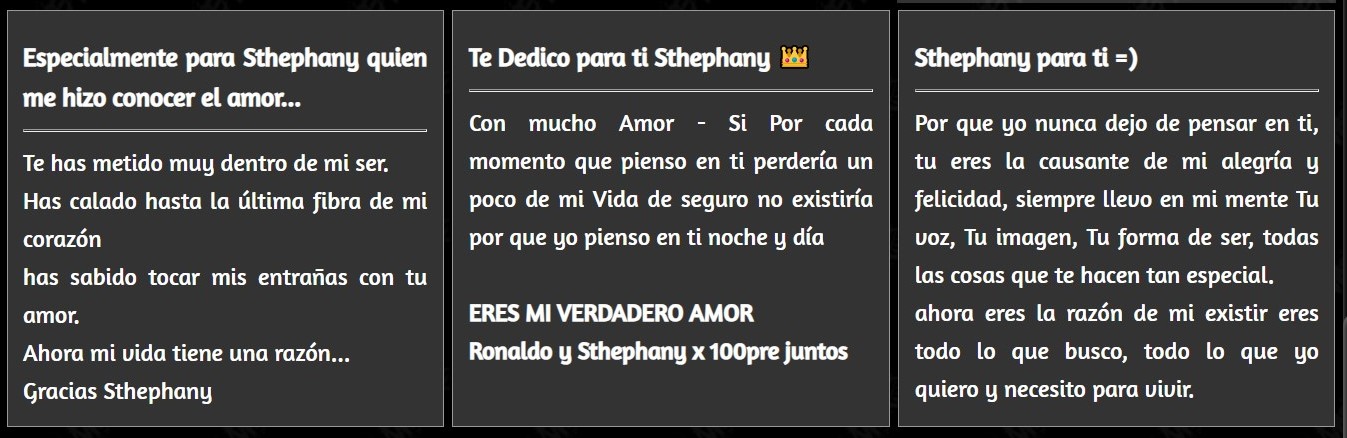 Especialmente para Sthephany quien
me hizo conocer el amor...
Te has metido muy dentro de mi ser.
Has calado hasta la última fibra de mi
corazón
has sabido tocar mis entrañas con tu
amor.
Ahora mi vida tiene una razón...
Gracias Sthephany
Te Dedico para ti Sthephany 👑
Con mucho Amor - Si Por cada
momento que pienso en ti perdería un
poco de mi Vida de seguro no existiría
por que yo pienso en ti noche y día
ERES MI VERDADERO AMOR
Ronaldo y Sthephany x 100pre juntos
Sthephany para ti =)
Por que yo nunca dejo de pensar en ti,
tu eres la causante de mi alegría y
felicidad, siempre llevo en mi mente Tu
voz, Tu imagen, Tu forma de ser, todas
las cosas que te hacen tan especial.
ahora eres la razón de mi existir eres
todo lo que busco, todo lo que yo
quiero y necesito para vivir.